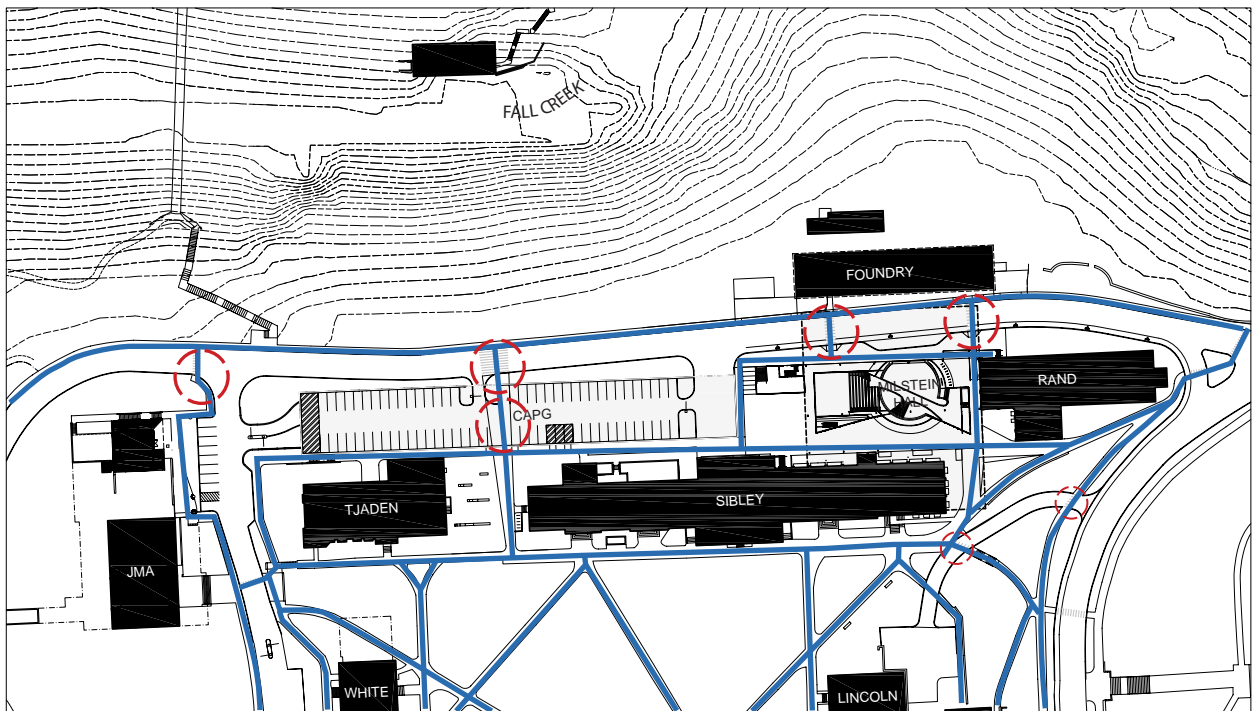 FALL CREEK
FOUNDRY
MILSTEIN
HALL
RAND
CAPG
SIBLEY
TJADEN
JMA
WHITE
LINCOLN